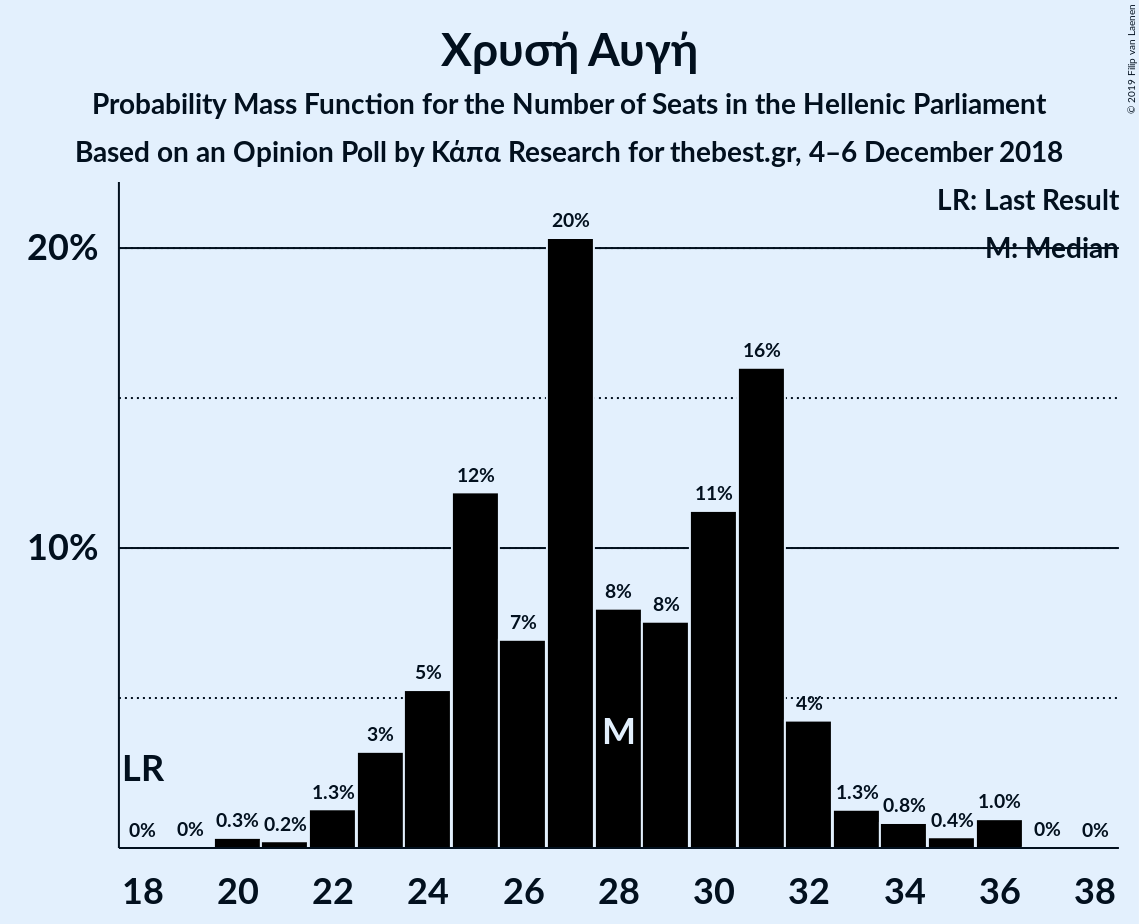 Χρυσή Αυγή
Probability Mass Function for the Number of Seats in the Hellenic Parliament
Based on an Opinion Poll by Κάπα Research for thebest.gr, 4–6 December 2018
© 2019 Filip van Laenen
LR: Last Result
M: Median
20%
10%
20%
16%
12%
11%
8%
8%
7%
5%
4%
3%
M
LR
1.3%
1.3%
1.0%
0.8%
0.4%
0.3%
0.2%
0%
0%
0%
0%
18 20 22 24 26 28 30 32 34 36 38